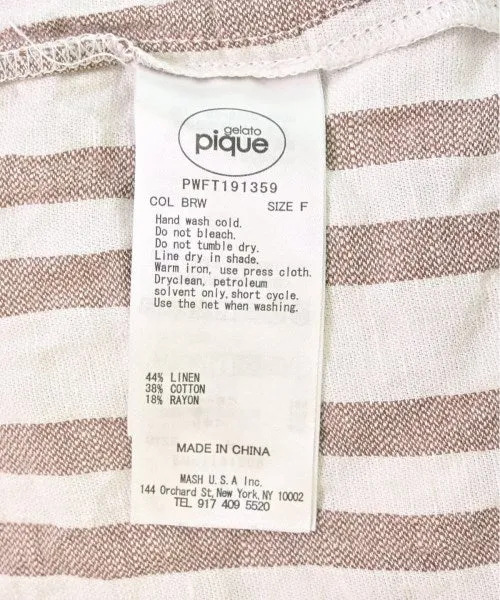 gelato
pique
PWFT191359
COL BRW SIZE F
Hand wash cold.
Do not bleach.
Do not tumble dry.
Line dry in shade.
Warm iron, use press cloth.
Dryclean, petroleum
solvent only, short cycle.
Use the net when washing.
44% LINEN
38% COTTON
18% RAYON
MADE IN CHINA
MASH U.S.A Inc.
144 Orchard St, New York, NY 10002
TEL 917 409 5520